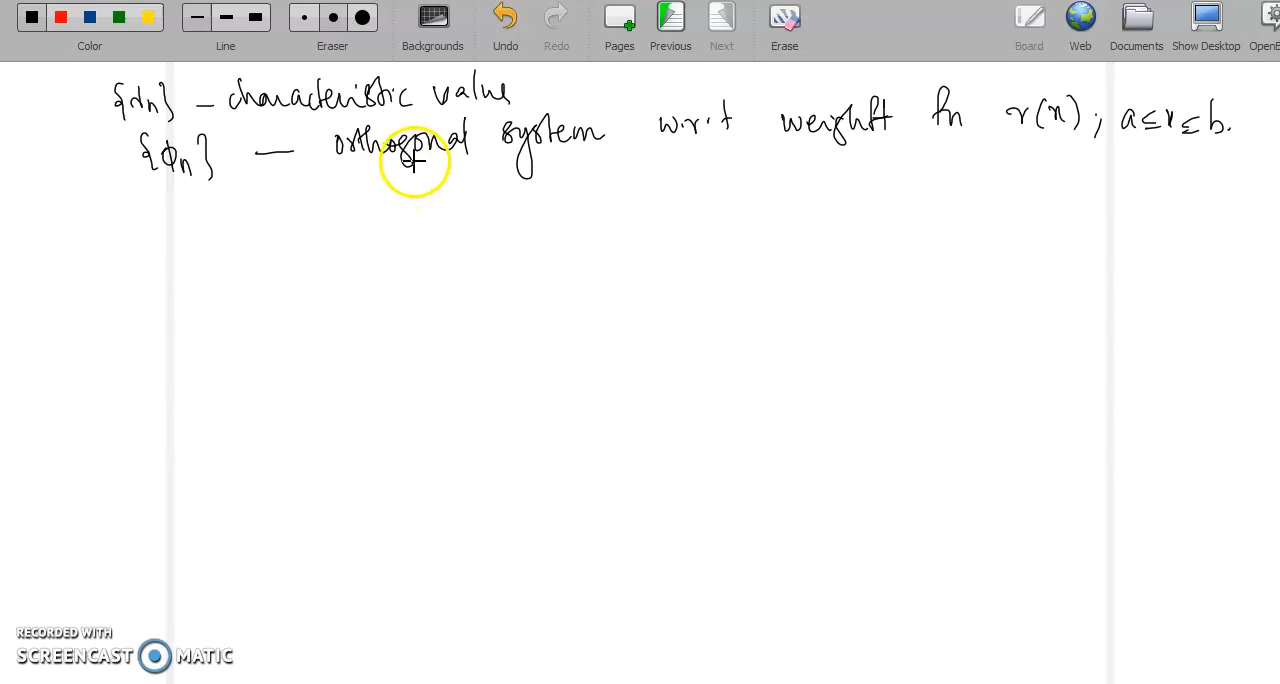 Color
Line
Eraser
Backgrounds
Undo
Redo
Pages
Previous
Next
Erase
Board
Web
Documents
Show Desktop
OpenB
{λn} – characteristic value
{ϕn} — orthogonal system w.r.t weight fn r(x); a≤x≤b.
RECORDED WITH
SCREENCAST MATIC